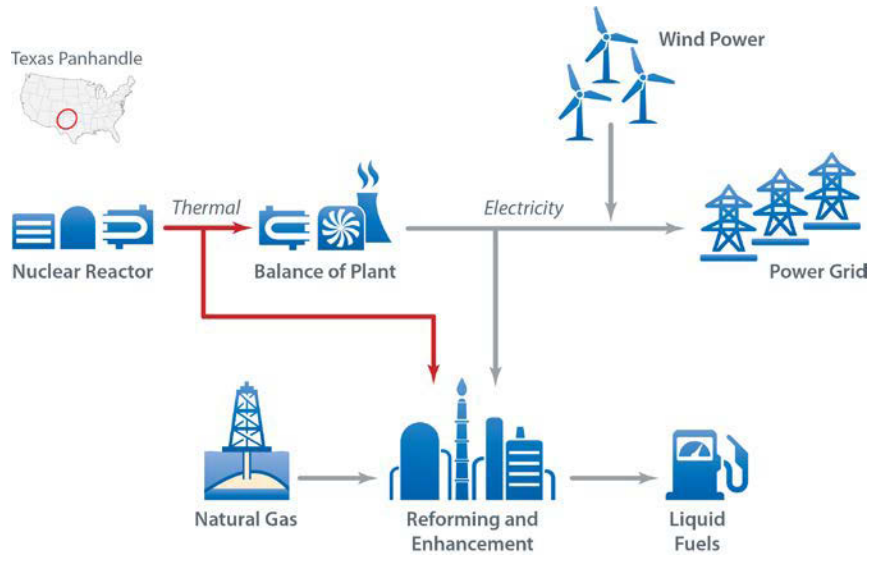 Wind Power
Texas Panhandle
Thermal
Electricity
Nuclear Reactor
Balance of Plant
Power Grid
Natural Gas
Reforming and
Enhancement
Liquid
Fuels